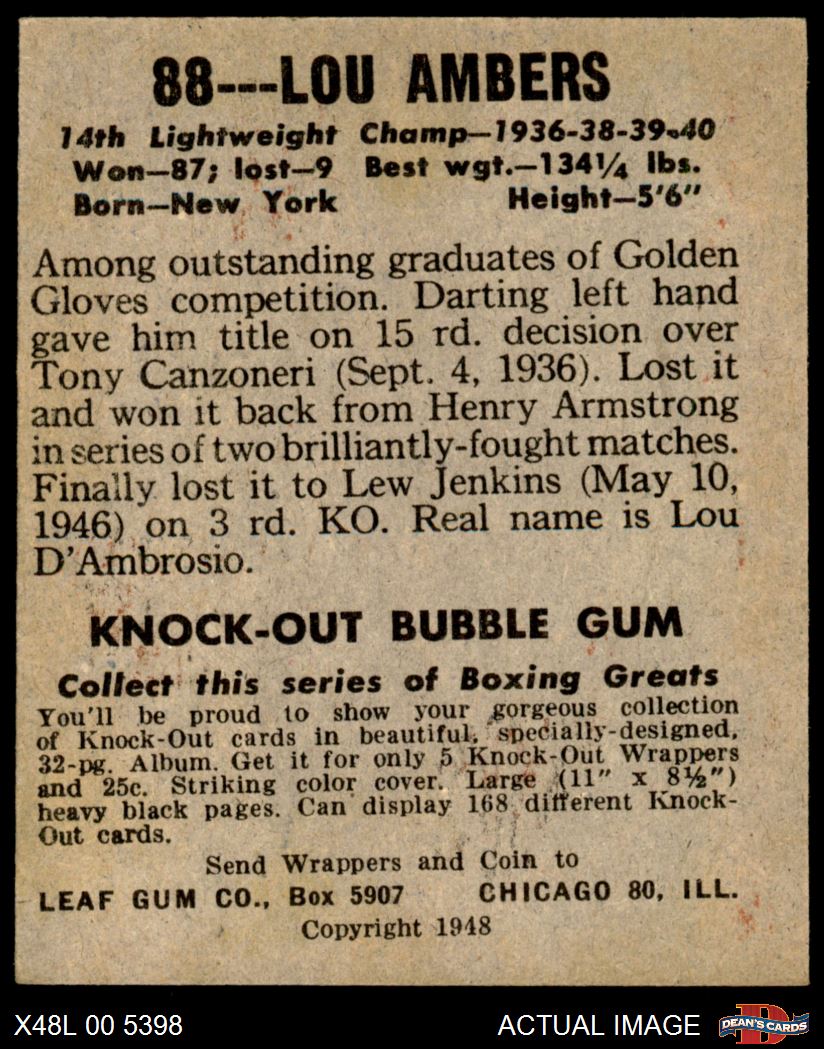 88---LOU AMBERS
14th Lightweight Champ—1936-38-39-40
Won—87; lost—9 Best wgt.—134¼ lbs.
Born—New York Height—5'6"
Among outstanding graduates of Golden
Gloves competition. Darting left hand
gave him title on 15 rd. decision over
Tony Canzoneri (Sept. 4, 1936). Lost it
and won it back from Henry Armstrong
in series of two brilliantly-fought matches.
Finally lost it to Lew Jenkins (May 10,
1946) on 3 rd. KO. Real name is Lou
D'Ambrosio.
KNOCK-OUT BUBBLE GUM
Collect this series of Boxing Greats
You'll be proud to show your gorgeous collection
of Knock-Out cards in beautiful, specially-designed,
32-pg. Album. Get it for only 5 Knock-Out Wrappers
and 25c. Striking color cover. Large (11" x 8½")
heavy black pages. Can display 168 different Knock-
Out cards.
Send Wrappers and Coin to
LEAF GUM CO., Box 5907 CHICAGO 80, ILL.
Copyright 1948
X48L 00 5398 ACTUAL IMAGE DEAN'S CARDS